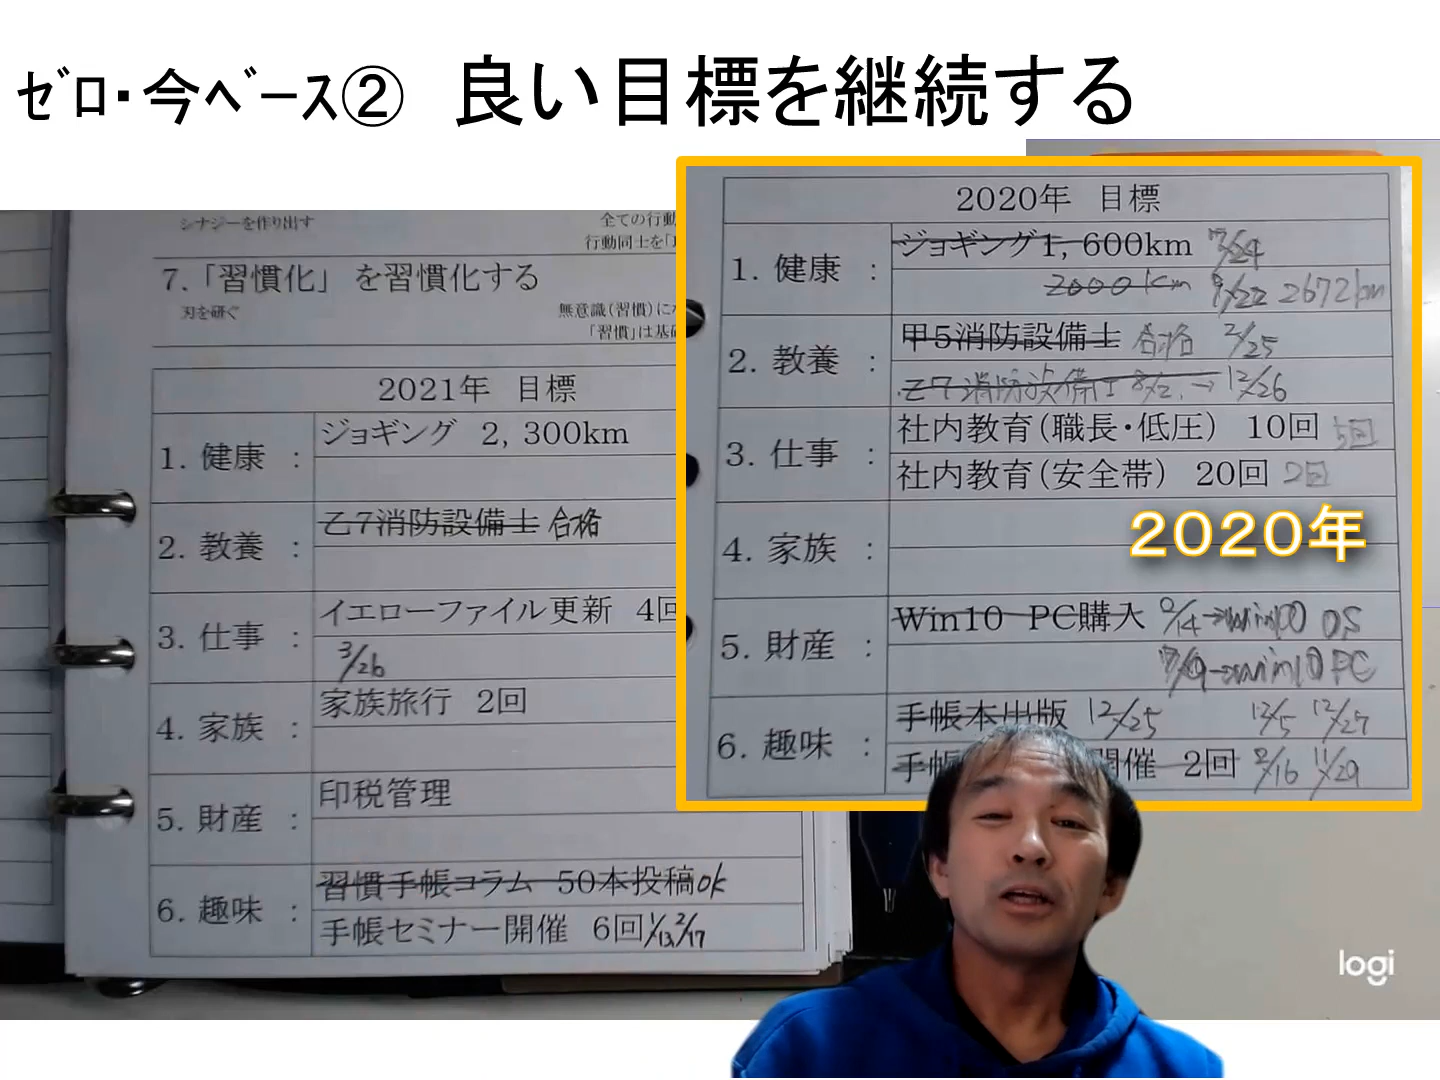 ｾﾞﾛ・今ﾍﾞｰｽ② 良い目標を継続する
シナジーを作り出す
全ての行動
行動同士を「
7.「習慣化」を習慣化する
刃を研ぐ
無意識(習慣)に
「習慣」は基
2021年 目標
1. 健康 : ジョギング 2, 300km
2. 教養 : 乙7消防設備士 合格
3. 仕事 : イエローファイル更新 4回
3/26
4. 家族 : 家族旅行 2回
5. 財産 : 印税管理
6. 趣味 : 習慣手帳コラム 50本投稿ok
手帳セミナー開催 6回1/13 2/17
2020年 目標
1. 健康 : ジョギング1, 600km /24
2000km 9/22 2672km
2. 教養 : 甲5消防設備士 合格 2/25
乙7消防設備士 8/2 → 12/26
3. 仕事 : 社内教育(職長・低圧) 10回 5回
社内教育(安全帯) 20回 2回
4. 家族 :
2020年
5. 財産 : Win10 PC購入 2/14→win10 OS
→win10 PC
6. 趣味 : 手帳本出版 12/25 12/5 12/27
手帳 開催 2回 2/16 11/29
logi